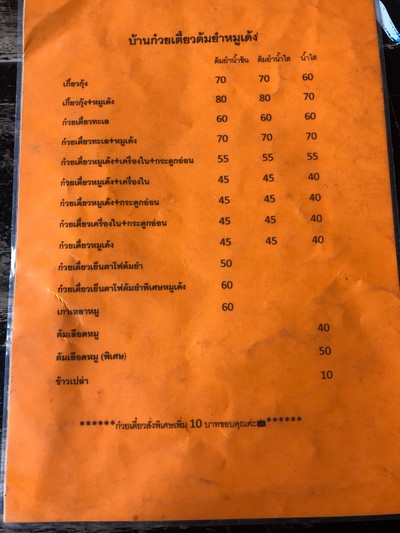 บ้านก๋วยเตี๋ยวต้มยำหมูเด้ง
ต้มยำน้ำข้น ต้มยำน้ำใส น้ำใส
เกี๊ยวกุ้ง 70 70 60
เกี๊ยวกุ้ง+หมูเด้ง 80 80 70
ก๋วยเตี๋ยวทะเล 60 60 60
ก๋วยเตี๋ยวทะเล+หมูเด้ง 70 70 70
ก๋วยเตี๋ยวหมูเด้ง+เครื่องใน+กระดูกอ่อน 55 55 55
ก๋วยเตี๋ยวหมูเด้ง+เครื่องใน 45 45 40
ก๋วยเตี๋ยวหมูเด้ง+กระดูกอ่อน 45 45 40
ก๋วยเตี๋ยวเครื่องใน+กระดูกอ่อน 45 45 40
ก๋วยเตี๋ยวหมูเด้ง 45 45 40
ก๋วยเตี๋ยวเย็นตาโฟต้มยำ 50
ก๋วยเตี๋ยวเย็นตาโฟต้มยำพิเศษหมูเด้ง 60
เกาเหลาหมู 60
ต้มเลือดหมู 40
ต้มเลือดหมู (พิเศษ) 50
ข้าวเปล่า 10
******ก๋วยเตี๋ยวสั่งพิเศษเพิ่ม 10 บาทขอบคุณค่ะ******